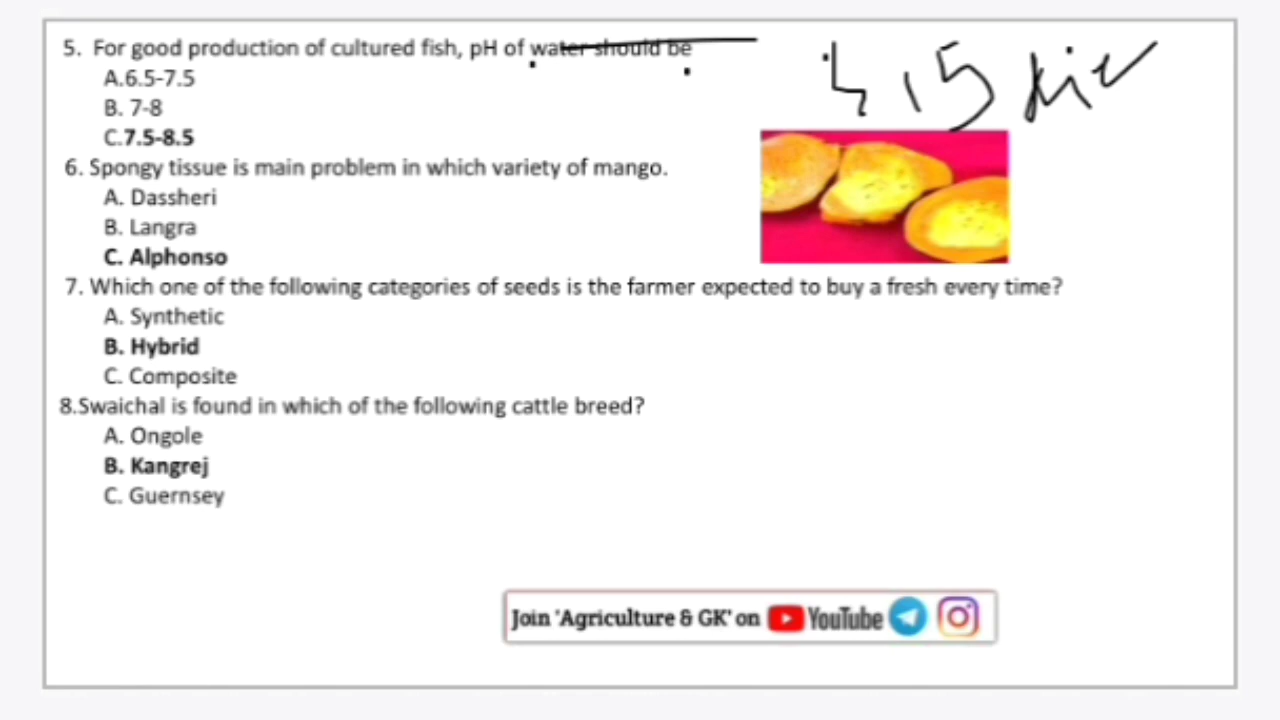 5. For good production of cultured fish, pH of water should be
A.6.5-7.5
B. 7-8
C.7.5-8.5
6. Spongy tissue is main problem in which variety of mango.
A. Dassheri
B. Langra
C. Alphonso
7. Which one of the following categories of seeds is the farmer expected to buy a fresh every time?
A. Synthetic
B. Hybrid
C. Composite
8.Swaichal is found in which of the following cattle breed?
A. Ongole
B. Kangrej
C. Guernsey
Join 'Agriculture & GK' on YouTube